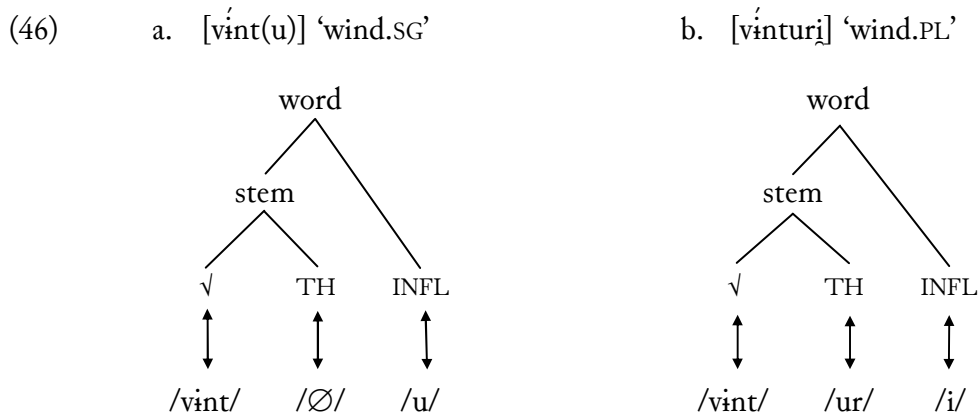 (46) a. [vɨ́nt(u)] ‘wind.SG’ b. [vɨ́nturi̯] ‘wind.PL’
word word
stem stem
√ TH INFL √ TH INFL
/vɨnt/ /∅/ /u/ /vɨnt/ /ur/ /i/